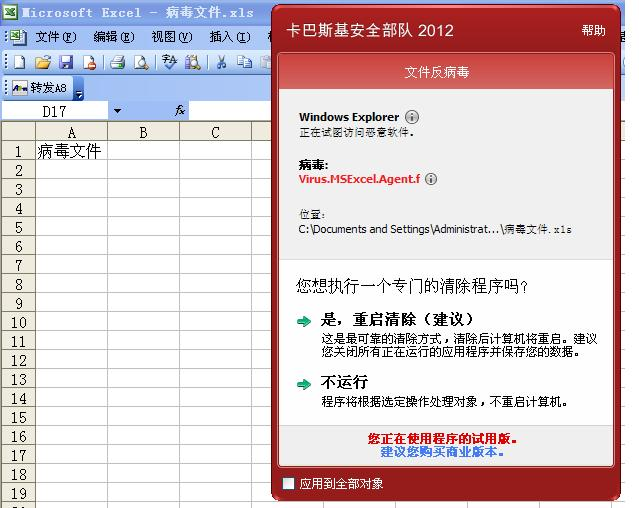 Microsoft Excel - 病毒文件.xls
文件(F) 编辑(E) 视图(V) 插入(I)
转发A8
D17 fx
A B C
1 病毒文件
2
3
4
5
6
7
8
9
10
11
12
13
14
15
16
17
18
19
卡巴斯基安全部队 2012 帮助
文件反病毒
Windows Explorer
正在试图访问恶意软件。
病毒:
Virus.MSExcel.Agent.f
位置:
C:\Documents and Settings\Administrat...\病毒文件.xls
您想执行一个专门的清除程序吗?
是，重启清除（建议）
这是最可靠的清除方式，清除后计算机将重启。建议
您关闭所有正在运行的应用程序并保存您的数据。
不运行
程序将根据选定操作处理对象，不重启计算机。
您正在使用程序的试用版。
建议您购买商业版本。
应用到全部对象